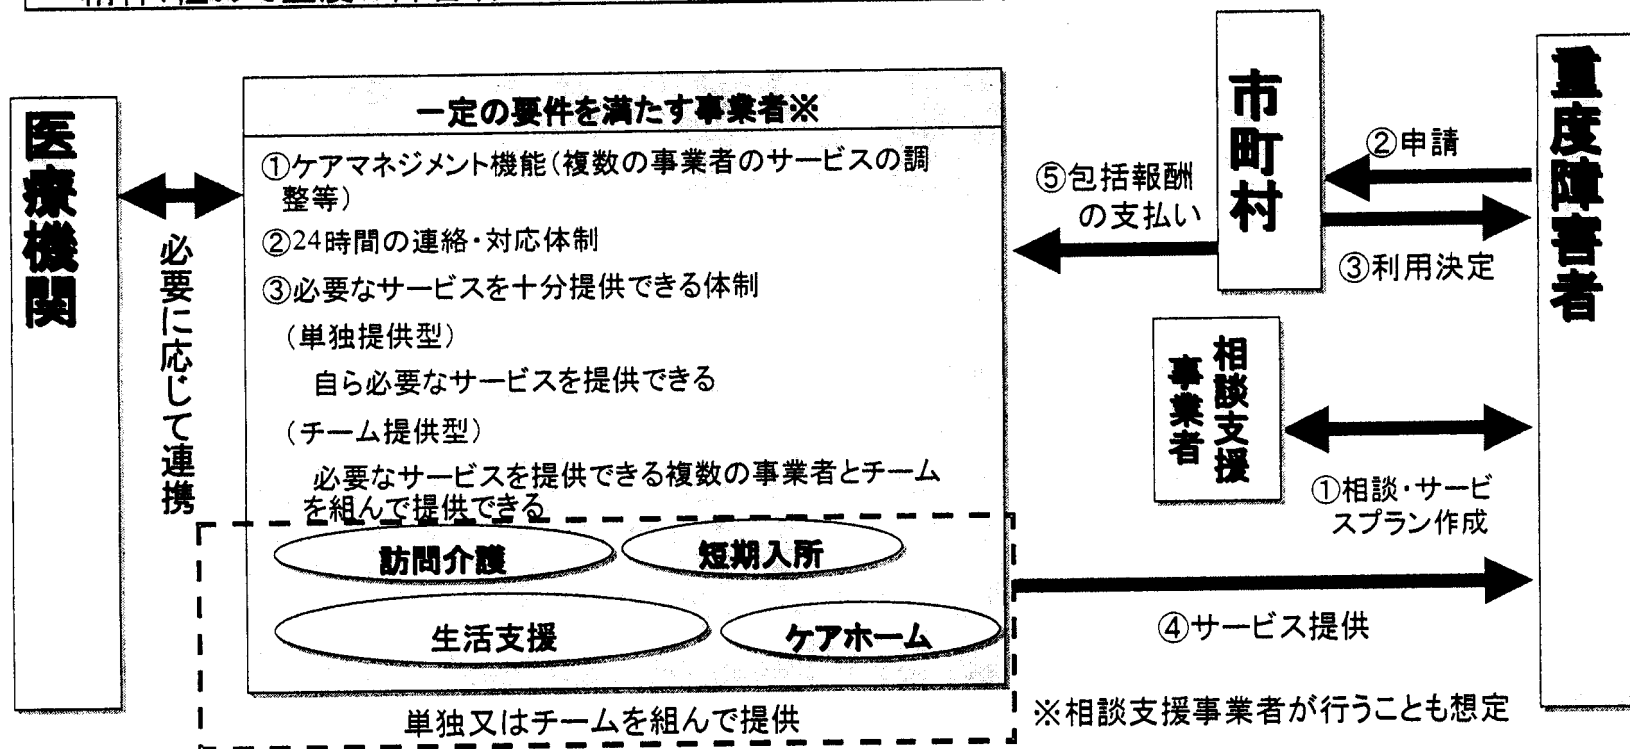 医療機関
必要に応じて連携
一定の要件を満たす事業者※
①ケアマネジメント機能(複数の事業者のサービスの調
整等)
②24時間の連絡・対応体制
③必要なサービスを十分提供できる体制
(単独提供型)
自ら必要なサービスを提供できる
(チーム提供型)
必要なサービスを提供できる複数の事業者とチーム
を組んで提供できる
訪問介護
短期入所
生活支援
ケアホーム
単独又はチームを組んで提供
市町村
⑤包括報酬
の支払い
②申請
③利用決定
相談支援
事業者
①相談・サービ
スプラン作成
④サービス提供
※相談支援事業者が行うことも想定
重度障害者